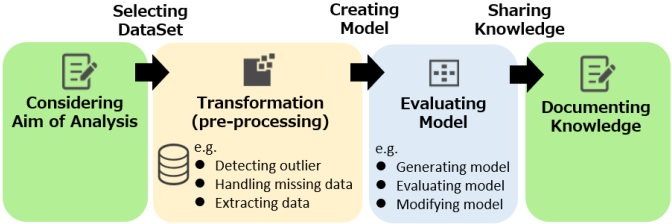 Selecting
DataSet
Creating
Model
Sharing
Knowledge
Considering
Aim of Analysis
Transformation
(pre-processing)
e.g.
● Detecting outlier
● Handling missing data
● Extracting data
Evaluating
Model
e.g.
● Generating model
● Evaluating model
● Modifying model
Documenting
Knowledge